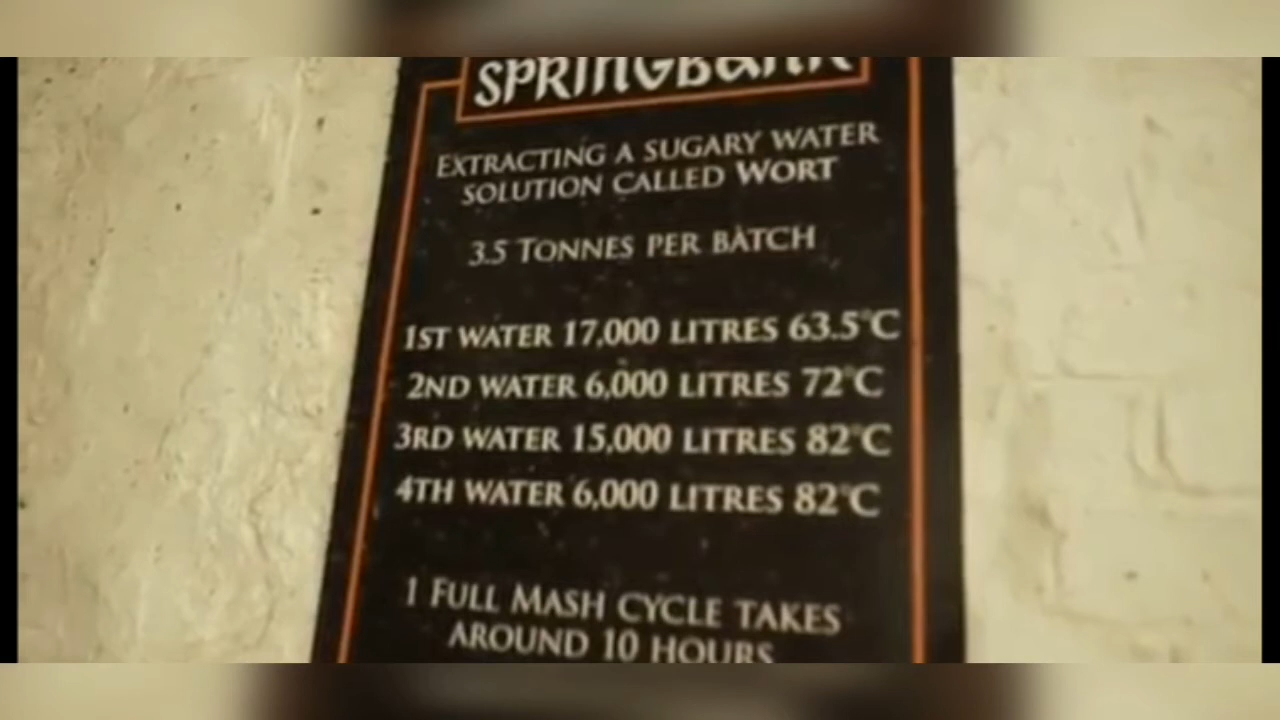 SPRINGBANK
EXTRACTING A SUGARY WATER
SOLUTION CALLED WORT
3.5 TONNES PER BATCH
1ST WATER 17,000 LITRES 63.5°C
2ND WATER 6,000 LITRES 72°C
3RD WATER 15,000 LITRES 82°C
4TH WATER 6,000 LITRES 82°C
1 FULL MASH CYCLE TAKES
AROUND 10 HOURS